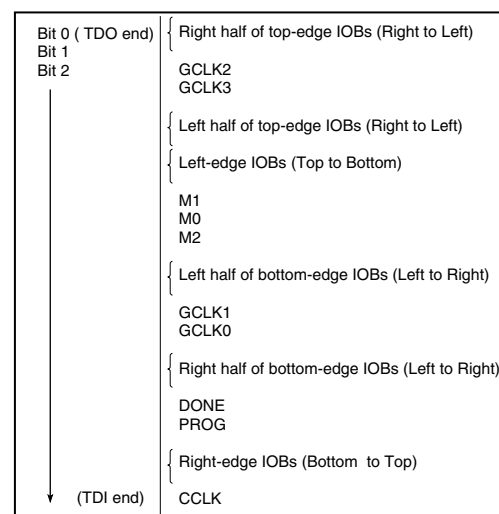 Bit 0 ( TDO end)
Bit 1
Bit 2
Right half of top-edge IOBs (Right to Left)
GCLK2
GCLK3
Left half of top-edge IOBs (Right to Left)
Left-edge IOBs (Top to Bottom)
M1
M0
M2
Left half of bottom-edge IOBs (Left to Right)
GCLK1
GCLK0
Right half of bottom-edge IOBs (Left to Right)
DONE
PROG
Right-edge IOBs (Bottom to Top)
(TDI end)
CCLK